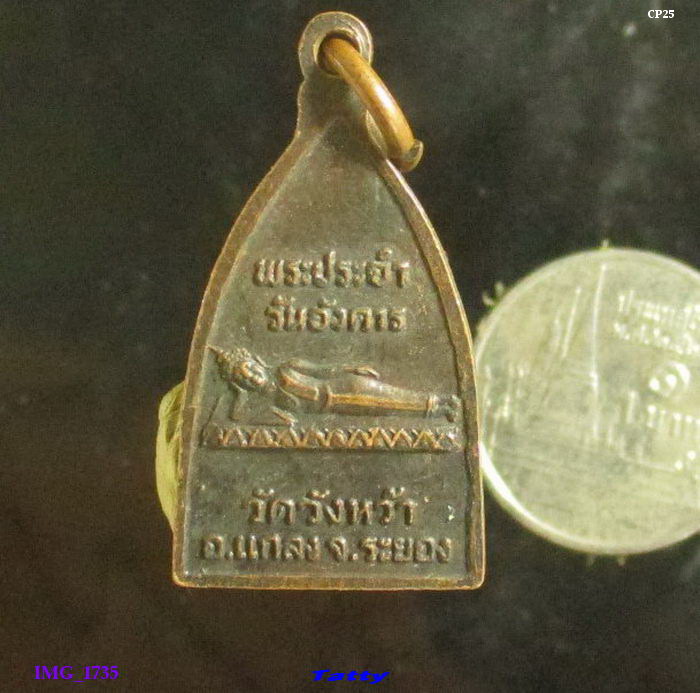 CP25
พระประจำ
วันอังคาร
วัดวังหว้า
อ.แกลง จ.ระยอง
IMG_1735
Tatty